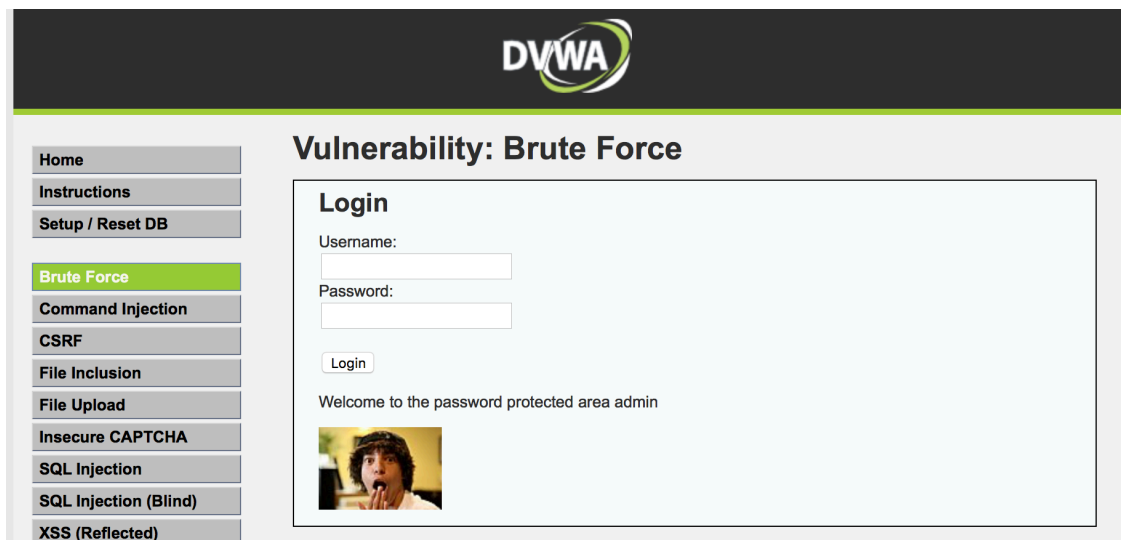 DVWA
Vulnerability: Brute Force
Home
Instructions
Setup / Reset DB
Brute Force
Command Injection
CSRF
File Inclusion
File Upload
Insecure CAPTCHA
SQL Injection
SQL Injection (Blind)
XSS (Reflected)
Login
Username:
Password:
Login
Welcome to the password protected area admin